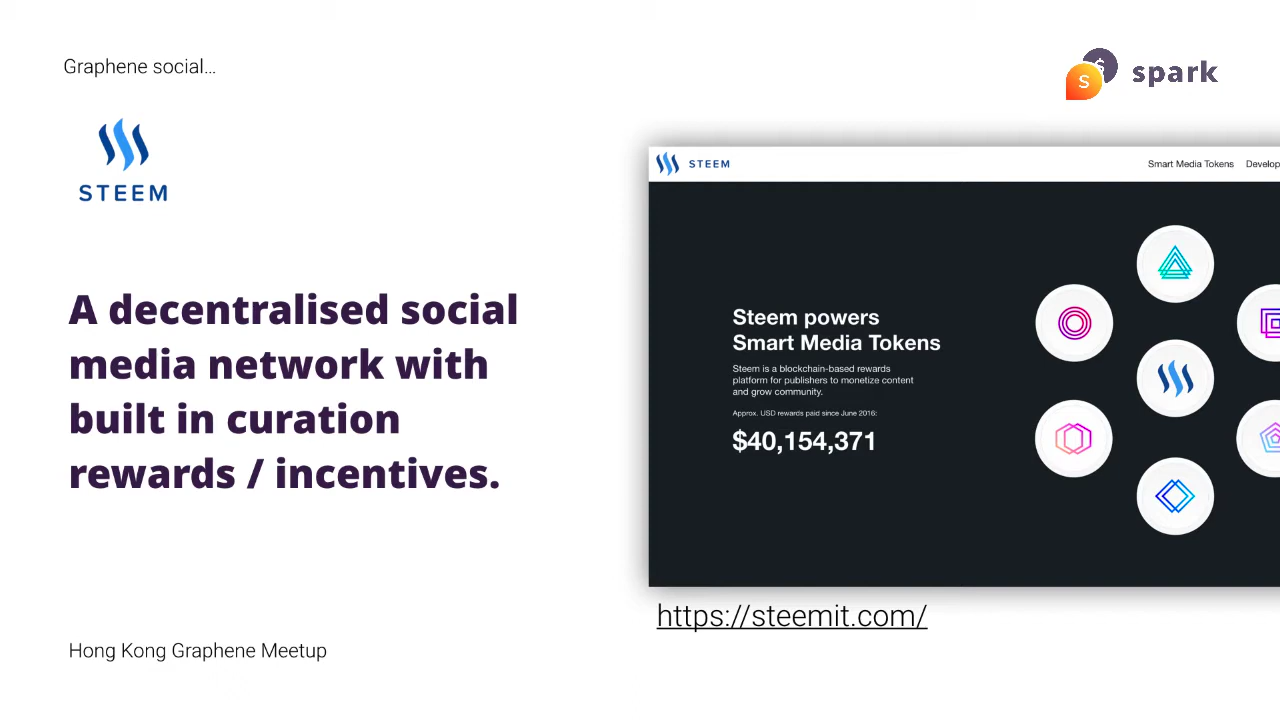 Graphene social…
S
$
spark
STEEM
A decentralised social
media network with
built in curation
rewards / incentives.
STEEM
Smart Media Tokens
Develop
Steem powers
Smart Media Tokens
Steem is a blockchain-based rewards
platform for publishers to monetize content
and grow community.
Approx. USD rewards paid since June 2016:
$40,154,371
https://steemit.com/
Hong Kong Graphene Meetup